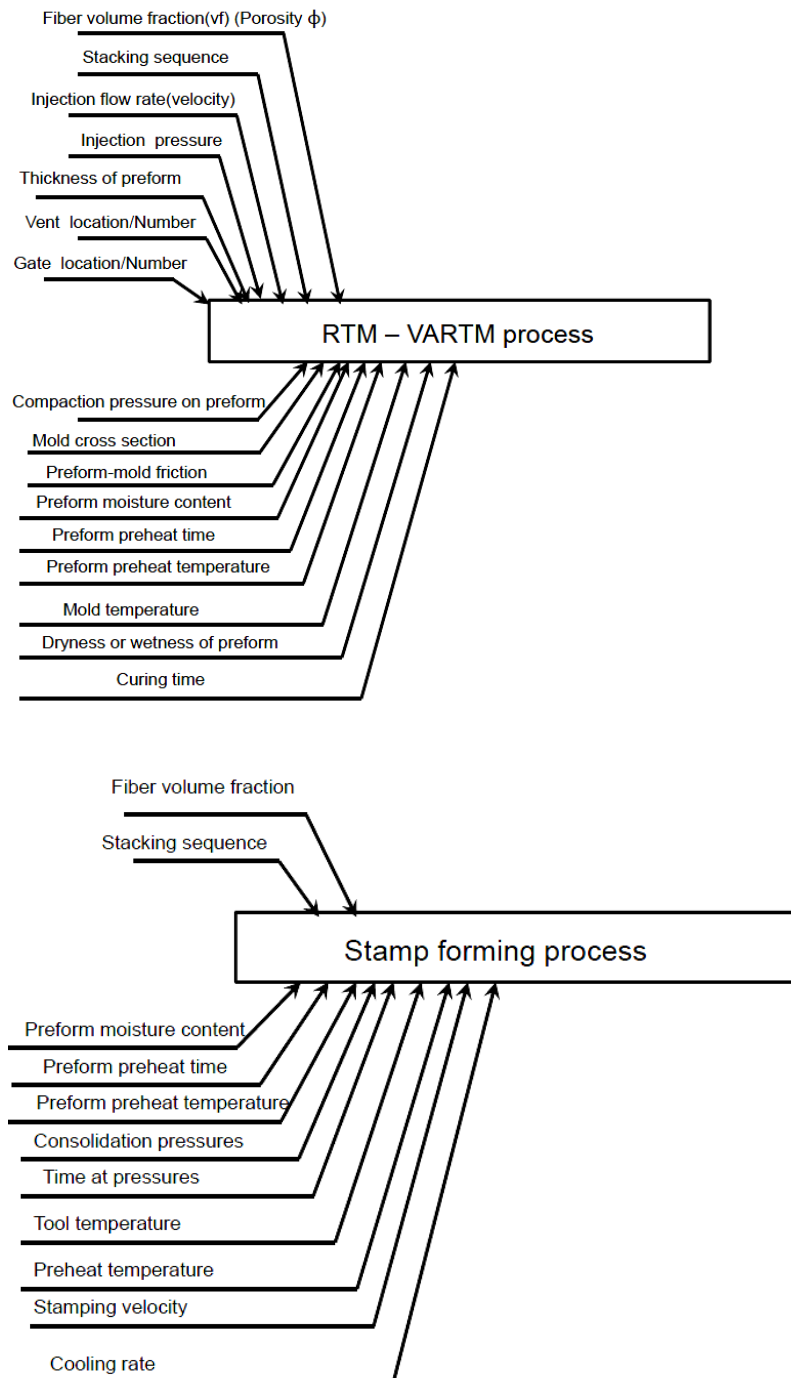 Fiber volume fraction(vf) (Porosity ϕ)
Stacking sequence
Injection flow rate(velocity)
Injection pressure
Thickness of preform
Vent location/Number
Gate location/Number
RTM – VARTM process
Compaction pressure on preform
Mold cross section
Preform-mold friction
Preform moisture content
Preform preheat time
Preform preheat temperature
Mold temperature
Dryness or wetness of preform
Curing time
Fiber volume fraction
Stacking sequence
Stamp forming process
Preform moisture content
Preform preheat time
Preform preheat temperature
Consolidation pressures
Time at pressures
Tool temperature
Preheat temperature
Stamping velocity
Cooling rate